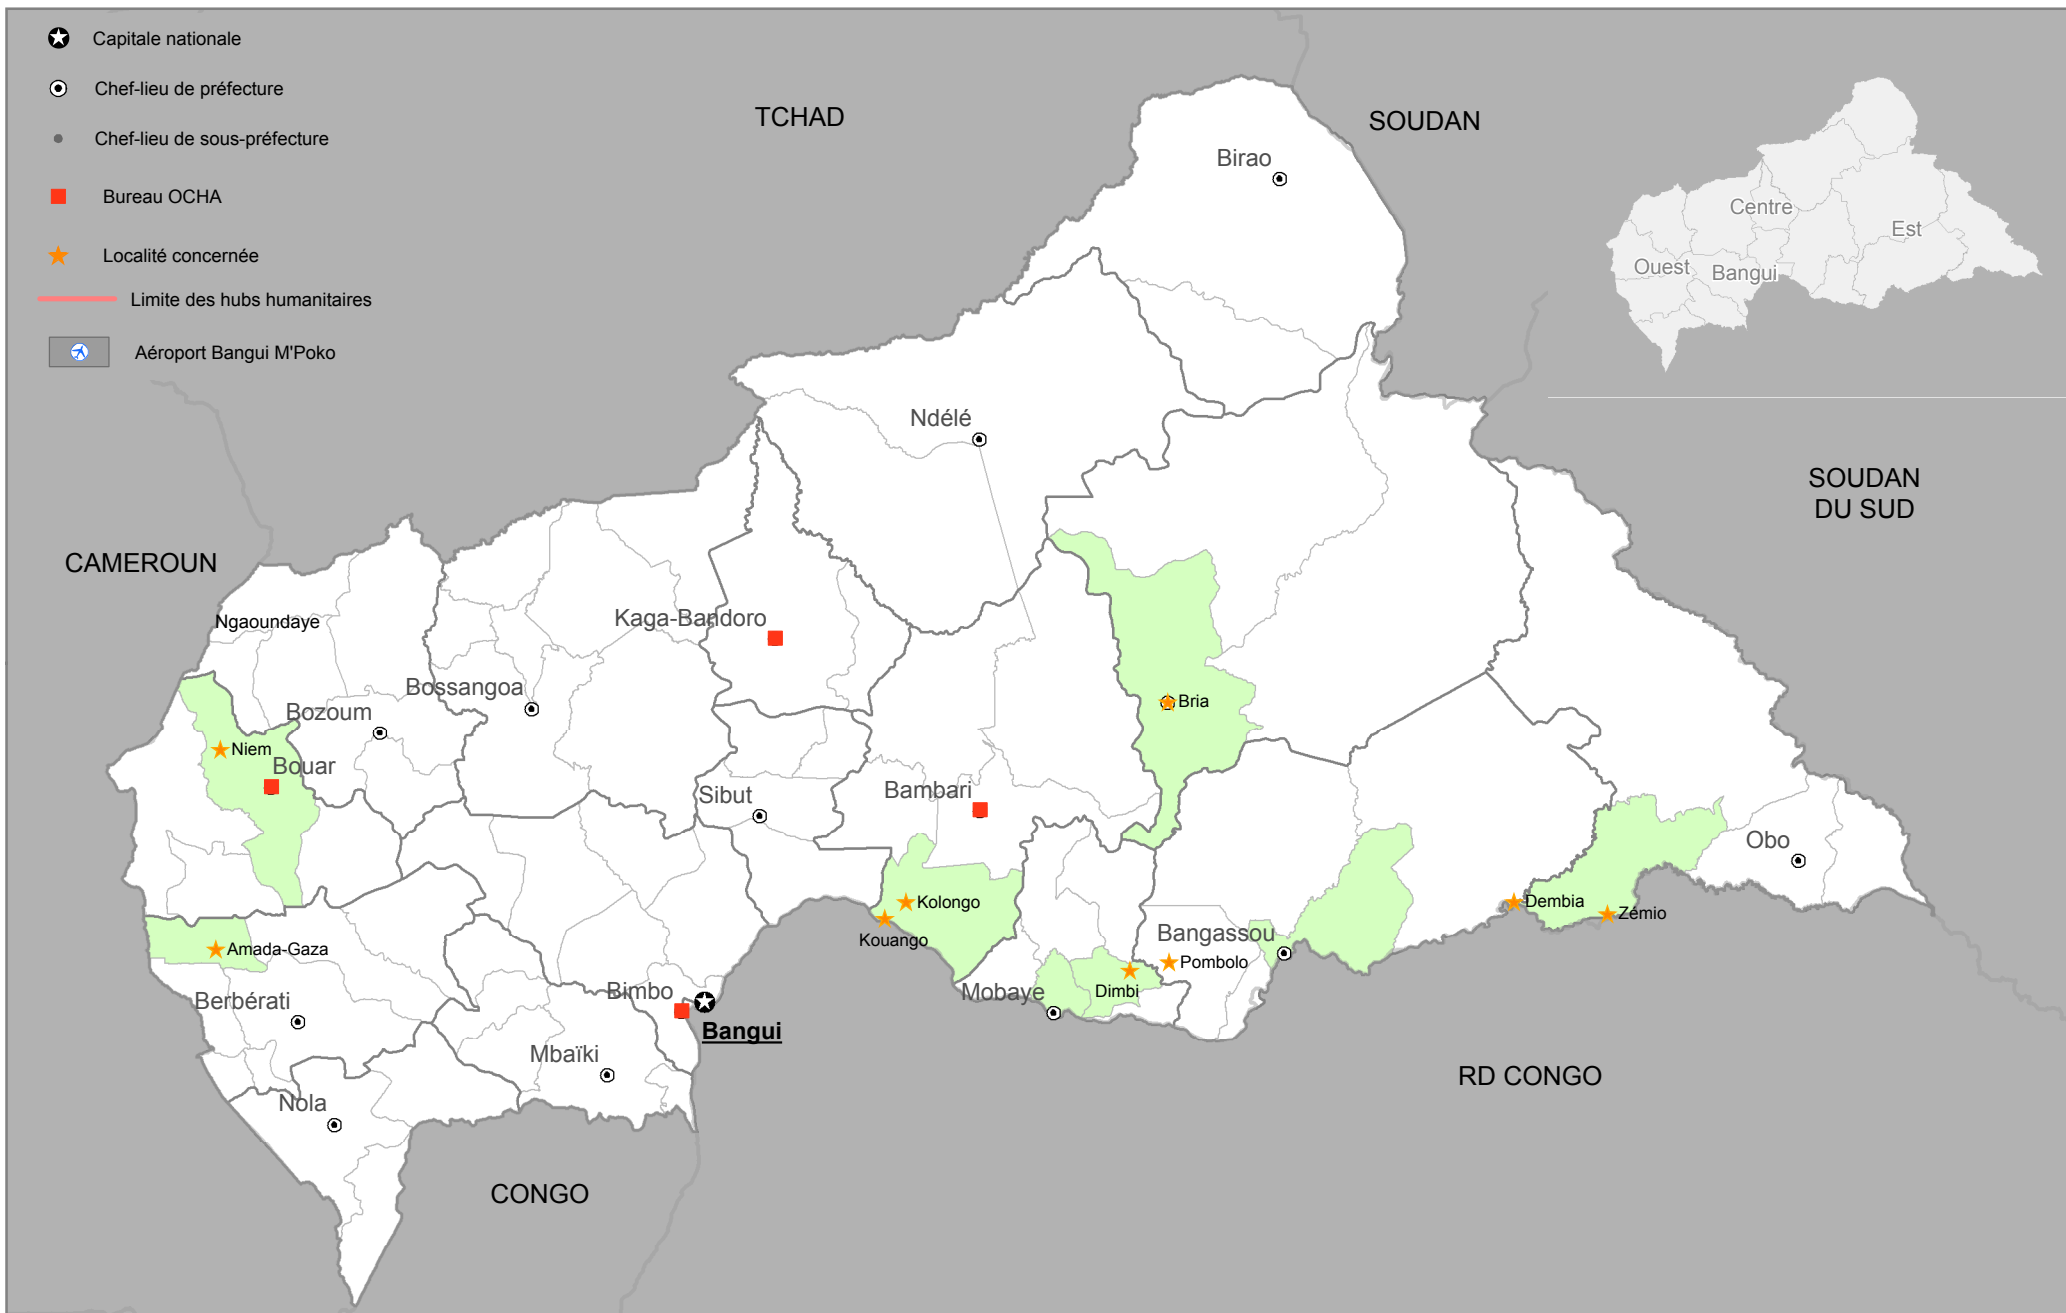 Capitale nationale
Chef-lieu de préfecture
Chef-lieu de sous-préfecture
Bureau OCHA
Localité concernée
Limite des hubs humanitaires
Aéroport Bangui M'Poko
TCHAD
SOUDAN
Birao
Centre
Est
Ouest
Bangui
Ndélé
SOUDAN
DU SUD
CAMEROUN
Ngaoundaye
Kaga-Bandoro
Bossangoa
Bozoum
Bria
Niem
Bouar
Sibut
Bambari
Obo
Kolongo
Dembia
Zémio
Kouango
Amada-Gaza
Bangassou
Pombolo
Berbérati
Bimbo
Mobaye
Dimbi
Bangui
Mbaïki
RD CONGO
Nola
CONGO